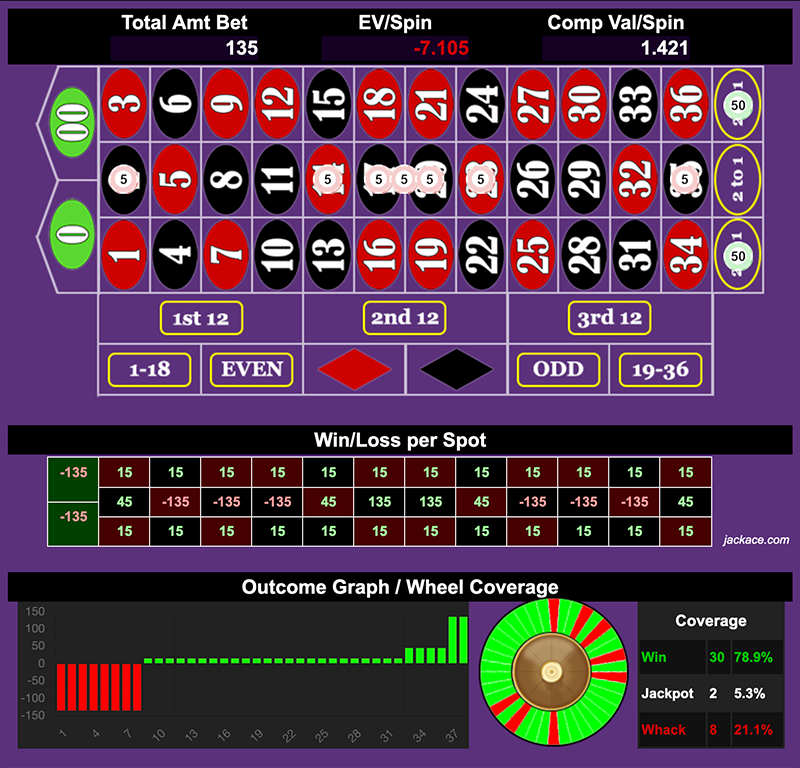 Total Amt Bet EV/Spin Comp Val/Spin
135 -7.105 1.421
00 3 6 9 12 15 18 21 24 27 30 33 36 50
5 5 8 11 5 5 5 5 5 26 29 32 5 2 to 1
0 1 4 7 10 13 16 19 22 25 28 31 34 50
1st 12 2nd 12 3rd 12
1-18 EVEN ODD 19-36
Win/Loss per Spot
-135 15 15 15 15 15 15 15 15 15 15 15 15
45 -135 -135 -135 45 135 135 45 -135 -135 -135 45
-135 15 15 15 15 15 15 15 15 15 15 15 15
jackace.com
Outcome Graph / Wheel Coverage
150
100
50
0
-50
-100
-150
1 4 7 10 13 16 19 22 25 28 31 34 37
Coverage
Win 30 78.9%
Jackpot 2 5.3%
Whack 8 21.1%